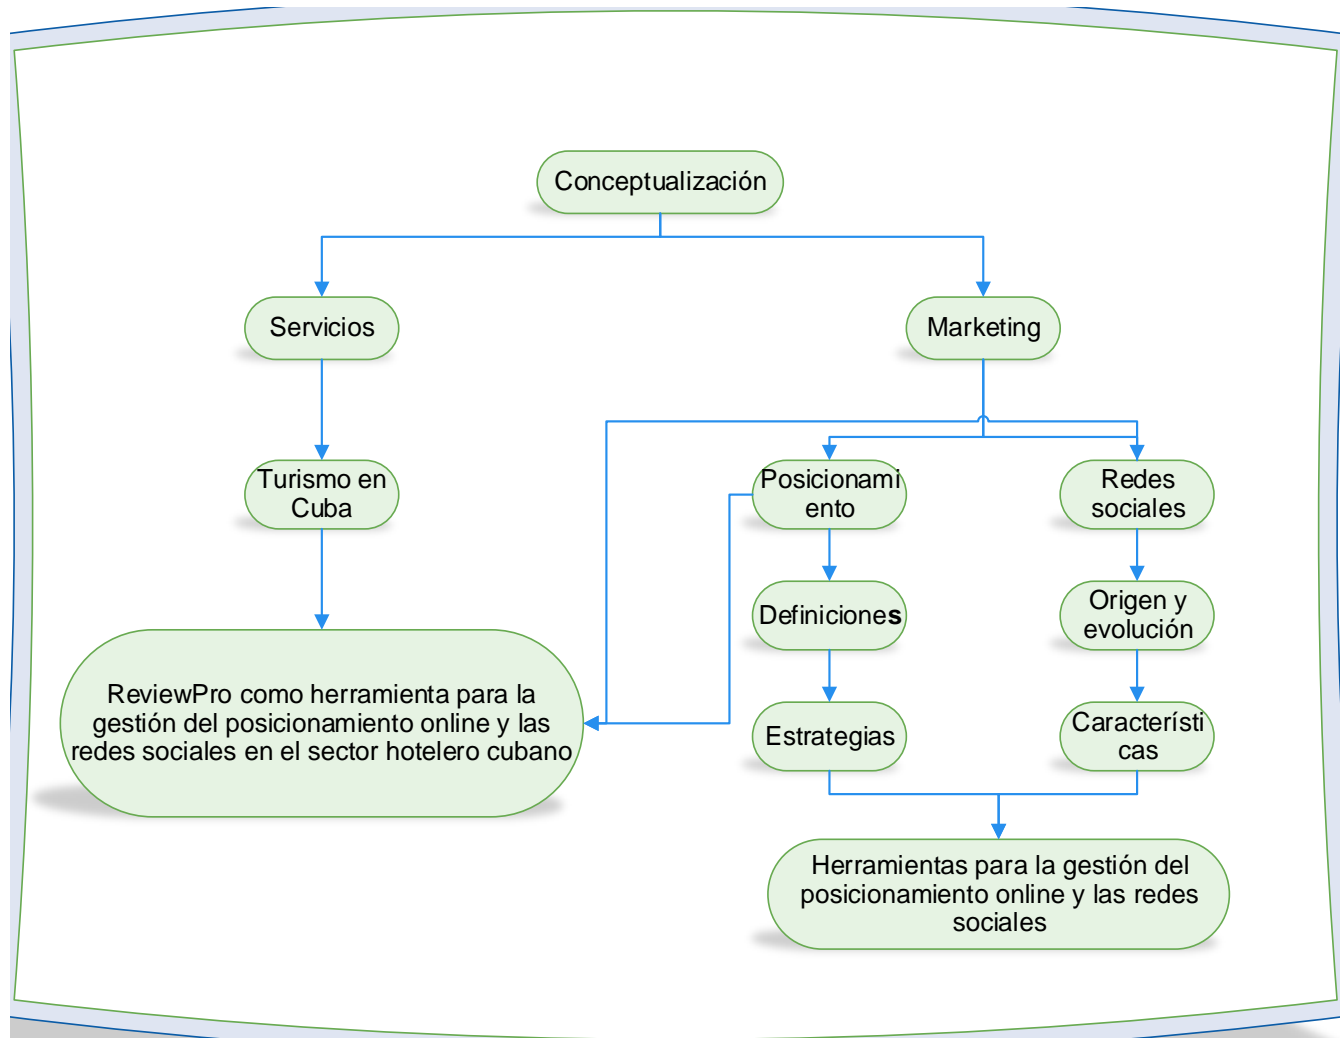 Conceptualización
Servicios
Marketing
Turismo en
Cuba
Posicionami
ento
Redes
sociales
Definiciones
Origen y
evolución
ReviewPro como herramienta para la
gestión del posicionamiento online y las
redes sociales en el sector hotelero cubano
Estrategias
Característi
cas
Herramientas para la gestión del
posicionamiento online y las redes
sociales